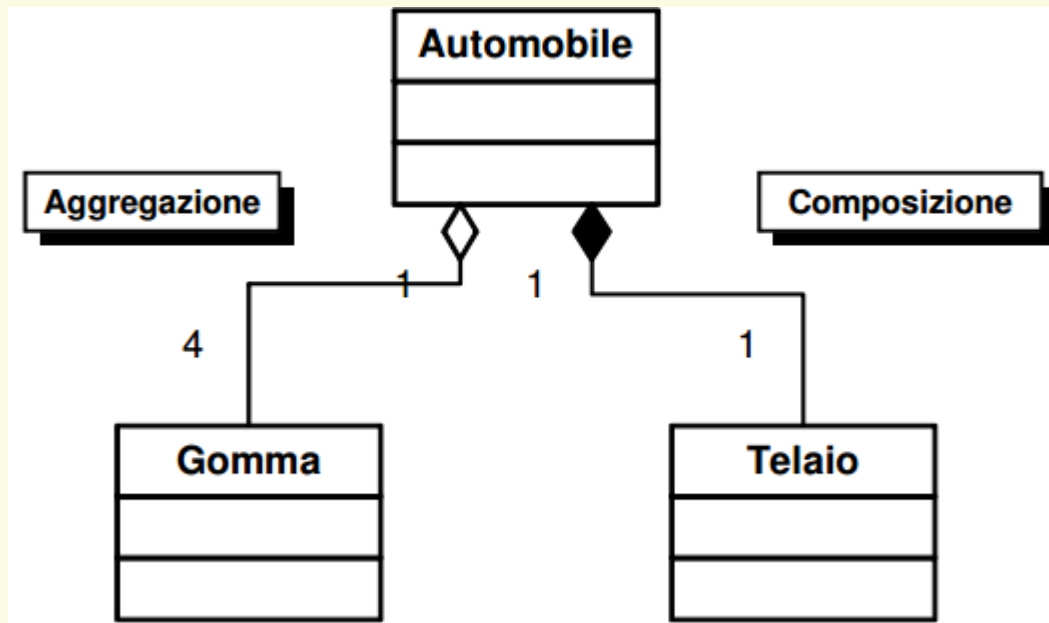 Automobile
Aggregazione
Composizione
1
1
4
1
Gomma
Telaio